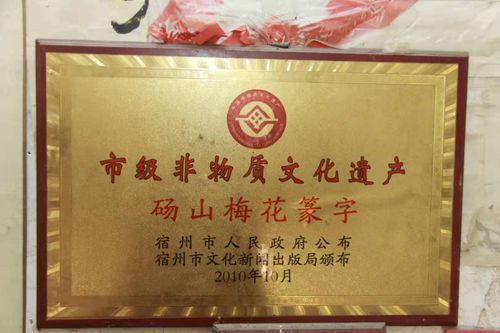 市级非物质文化遗产
砀山梅花篆字
宿州市人民政府公布
宿州市文化新闻出版局颁布
2010年10月